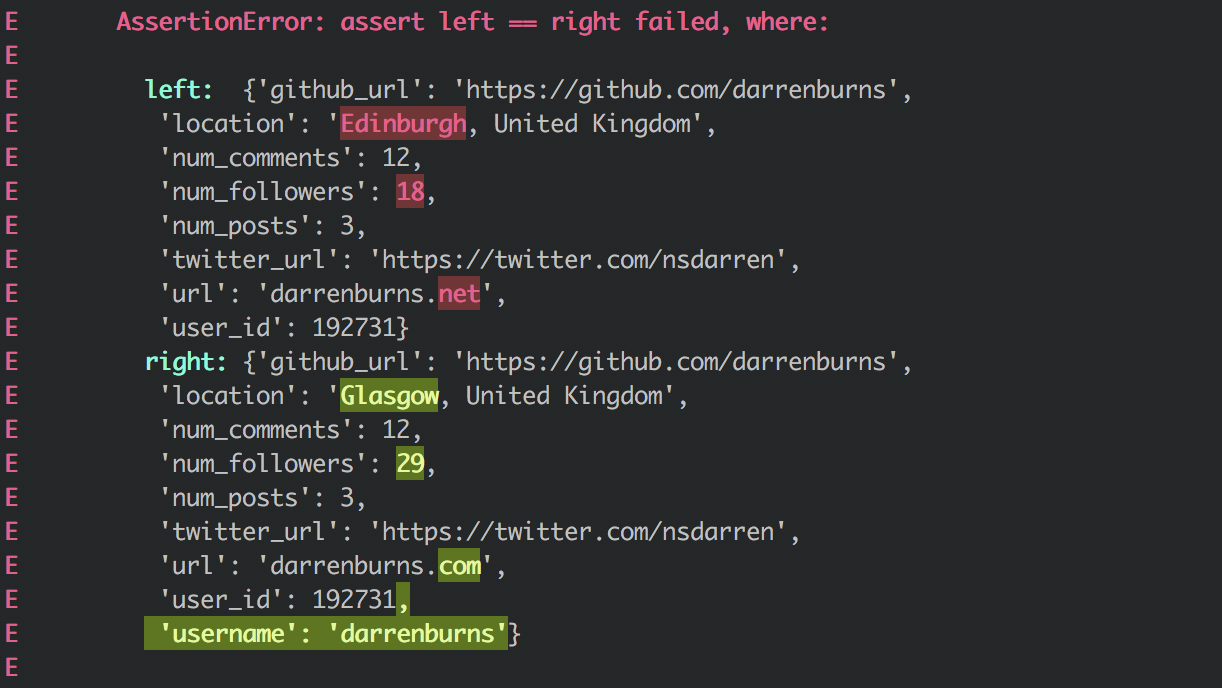 E       AssertionError: assert left == right failed, where:
E
E         left:  {'github_url': 'https://github.com/darrenburns',
E          'location': 'Edinburgh, United Kingdom',
E          'num_comments': 12,
E          'num_followers': 18,
E          'num_posts': 3,
E          'twitter_url': 'https://twitter.com/nsdarren',
E          'url': 'darrenburns.net',
E          'user_id': 192731}
E         right: {'github_url': 'https://github.com/darrenburns',
E          'location': 'Glasgow, United Kingdom',
E          'num_comments': 12,
E          'num_followers': 29,
E          'num_posts': 3,
E          'twitter_url': 'https://twitter.com/nsdarren',
E          'url': 'darrenburns.com',
E          'user_id': 192731,
E          'username': 'darrenburns'}
E